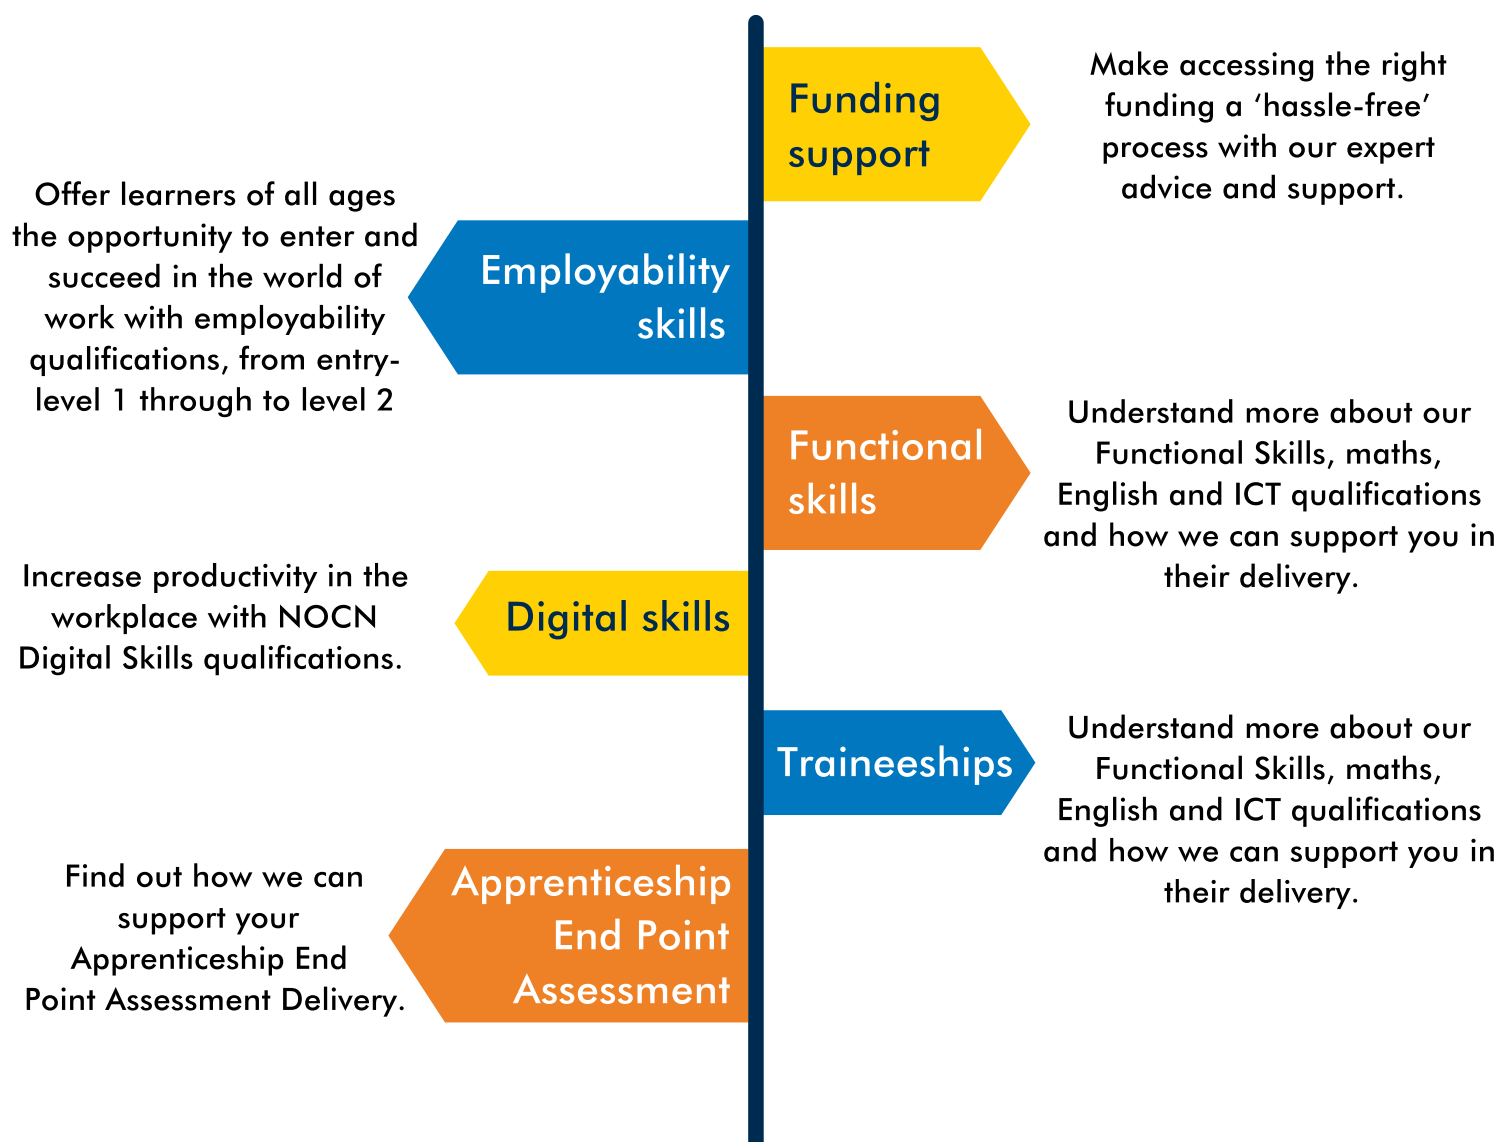 Funding
support
Make accessing the right
funding a ‘hassle-free’
process with our expert
advice and support.
Employability
skills
Offer learners of all ages
the opportunity to enter and
succeed in the world of
work with employability
qualifications, from entry-
level 1 through to level 2
Functional
skills
Understand more about our
Functional Skills, maths,
English and ICT qualifications
and how we can support you in
their delivery.
Digital skills
Increase productivity in the
workplace with NOCN
Digital Skills qualifications.
Traineeships
Understand more about our
Functional Skills, maths,
English and ICT qualifications
and how we can support you in
their delivery.
Apprenticeship
End Point
Assessment
Find out how we can
support your
Apprenticeship End
Point Assessment Delivery.